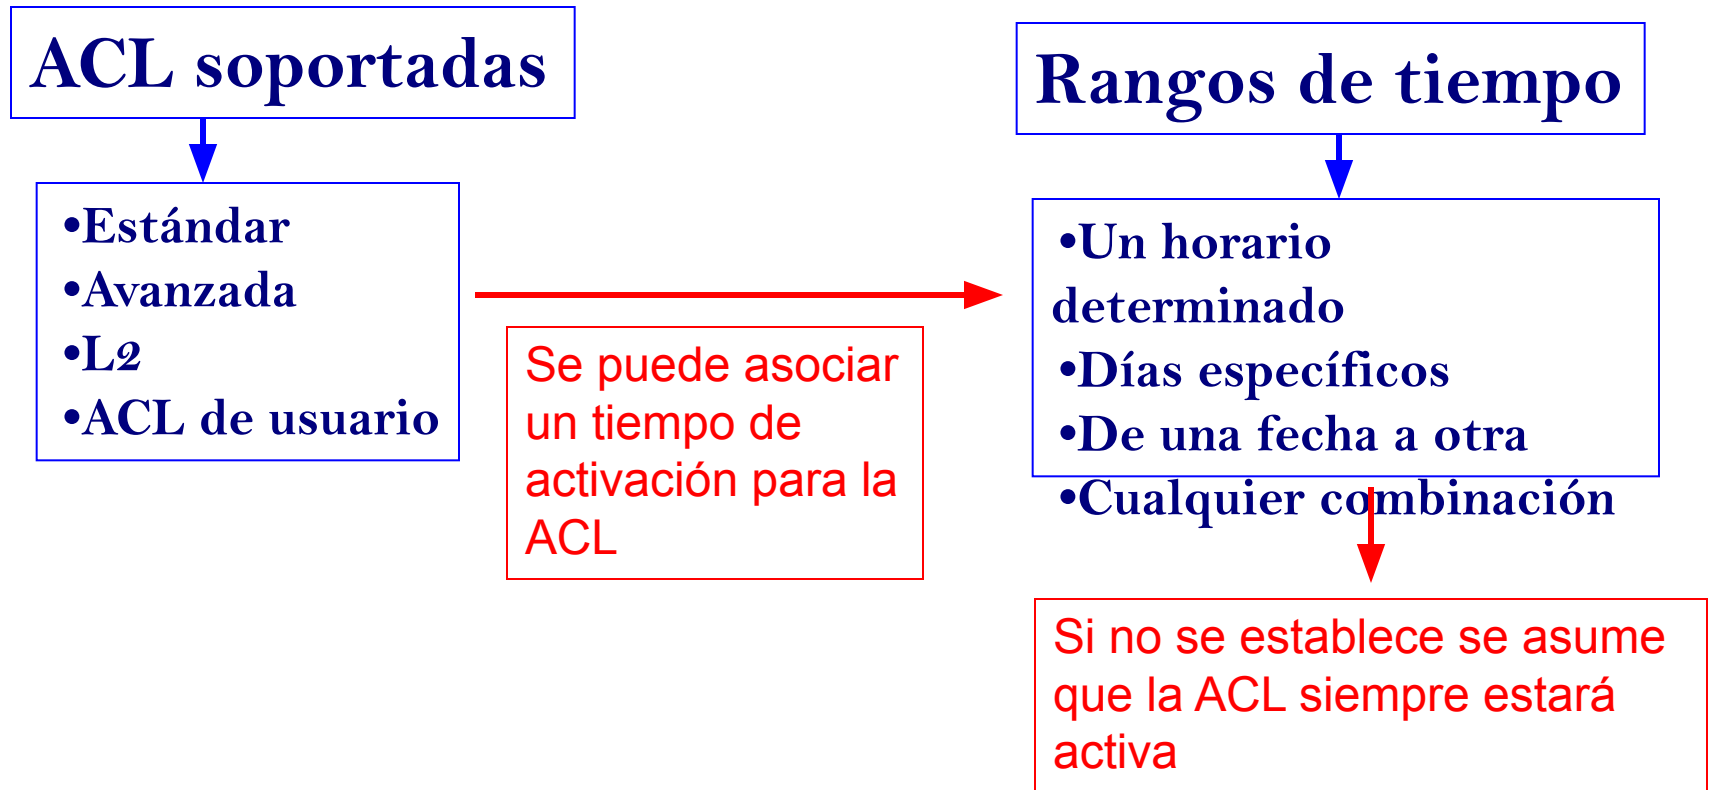 ACL soportadas
•Estándar
•Avanzada
•L2
•ACL de usuario
Se puede asociar
un tiempo de
activación para la
ACL
Rangos de tiempo
•Un horario
determinado
•Días específicos
•De una fecha a otra
•Cualquier combinación
Si no se establece se asume
que la ACL siempre estará
activa